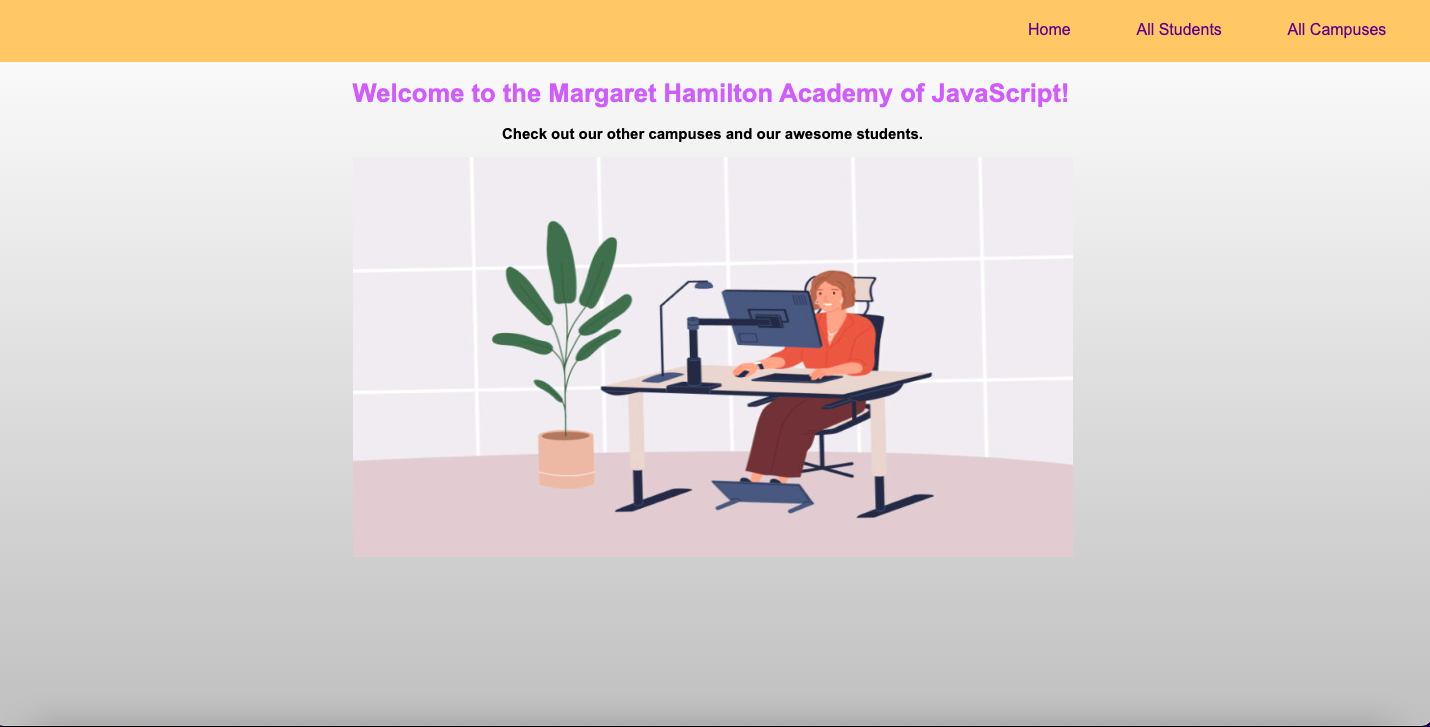 Home All Students All Campuses
Welcome to the Margaret Hamilton Academy of JavaScript!
Check out our other campuses and our awesome students.